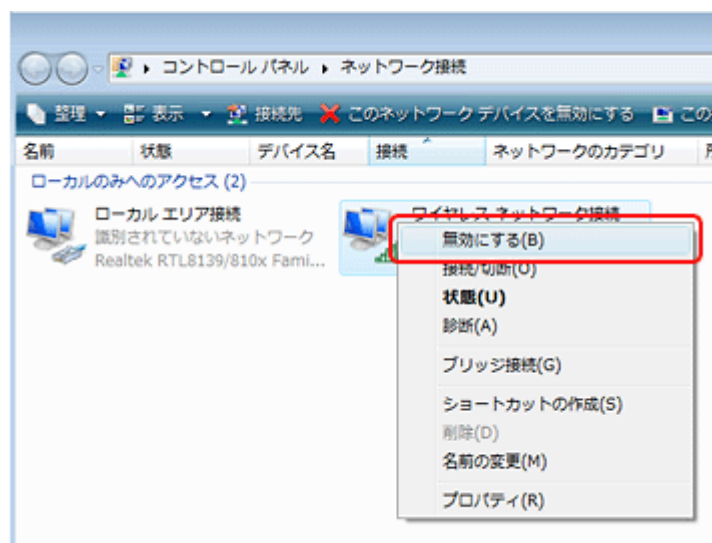 コントロール パネル ▸ ネットワーク接続
整理 表示 接続先 このネットワーク デバイスを無効にする この
名前 状態 デバイス名 接続 ネットワークのカテゴリ
ローカルのみへのアクセス (2)
ローカル エリア接続
識別されていないネットワーク
Realtek RTL8139/810x Fami...
ワイヤレス ネットワーク接続
無効にする(B)
接続/切断(O)
状態(U)
診断(A)
ブリッジ接続(G)
ショートカットの作成(S)
削除(D)
名前の変更(M)
プロパティ(R)